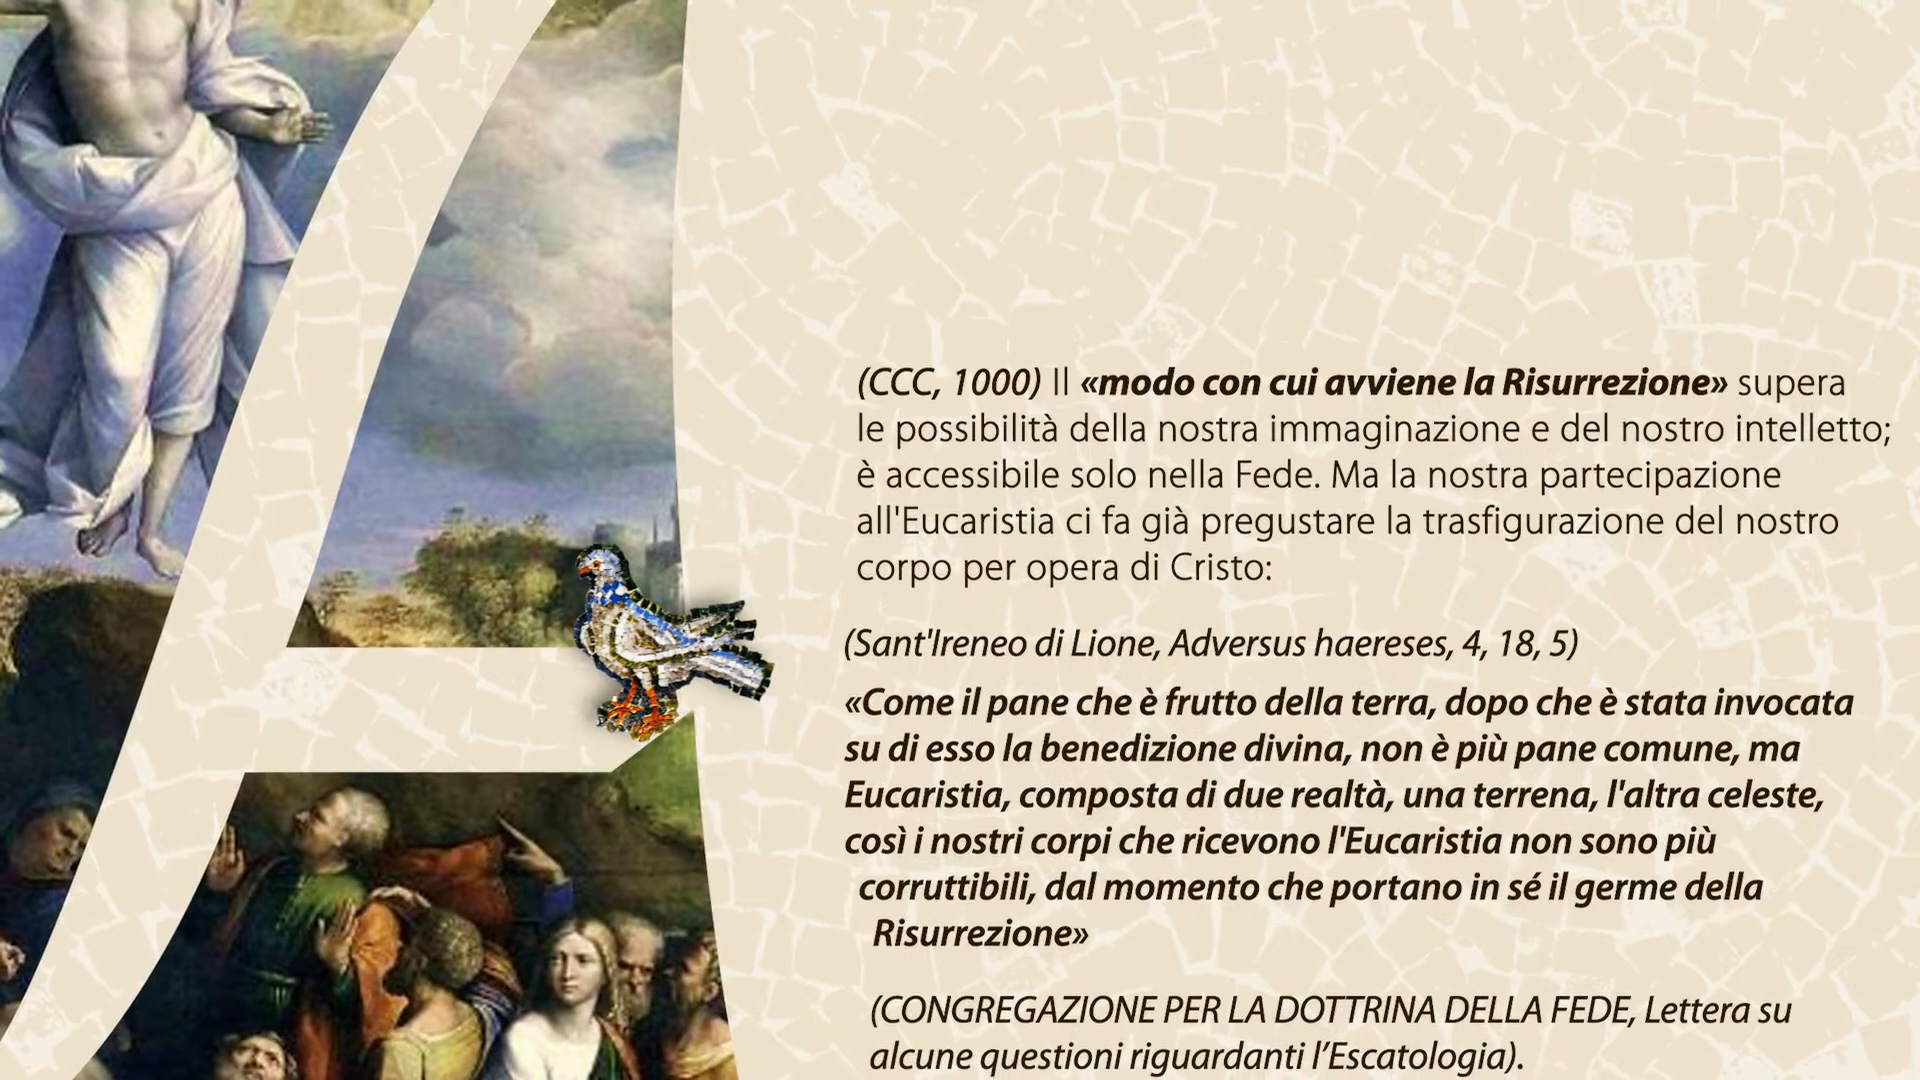 (CCC, 1000) Il «modo con cui avviene la Risurrezione» supera
le possibilità della nostra immaginazione e del nostro intelletto;
è accessibile solo nella Fede. Ma la nostra partecipazione
all'Eucaristia ci fa già pregustare la trasfigurazione del nostro
corpo per opera di Cristo:
(Sant'Ireneo di Lione, Adversus haereses, 4, 18, 5)
«Come il pane che è frutto della terra, dopo che è stata invocata
su di esso la benedizione divina, non è più pane comune, ma
Eucaristia, composta di due realtà, una terrena, l'altra celeste,
così i nostri corpi che ricevono l'Eucaristia non sono più
corruttibili, dal momento che portano in sé il germe della
Risurrezione»
(CONGREGAZIONE PER LA DOTTRINA DELLA FEDE, Lettera su
alcune questioni riguardanti l’Escatologia).